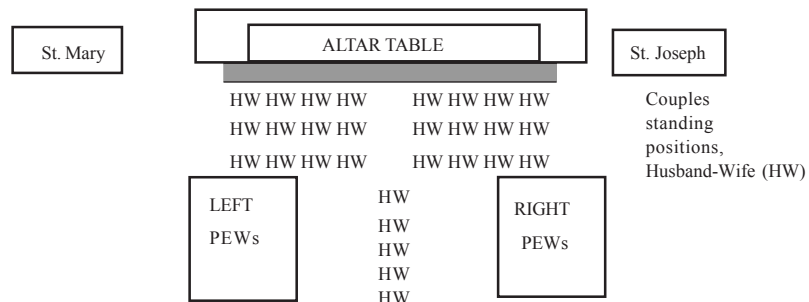 St. Mary
ALTAR TABLE
St. Joseph
HW HW HW HW HW HW HW HW
HW HW HW HW HW HW HW HW
HW HW HW HW HW HW HW HW
Couples
standing
positions,
Husband-Wife (HW)
LEFT
PEWs
HW
HW
HW
HW
HW
RIGHT
PEWs